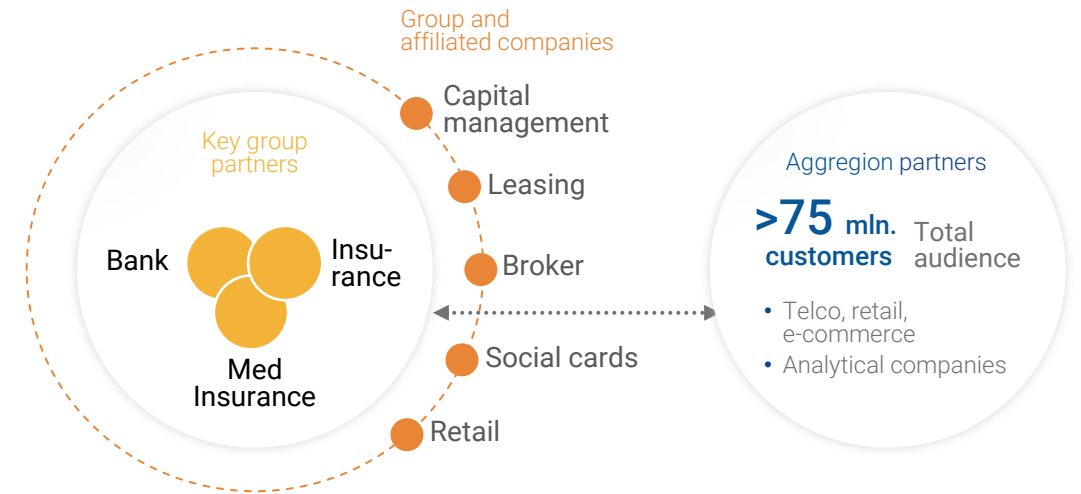 Group and
affiliated companies
Capital
management
Key group
partners
Leasing
Bank
Insu-
rance
Broker
Med
Insurance
Social cards
Retail
Aggregion partners
>75 mln.
customers
Total
audience
• Telco, retail,
e-commerce
• Analytical companies